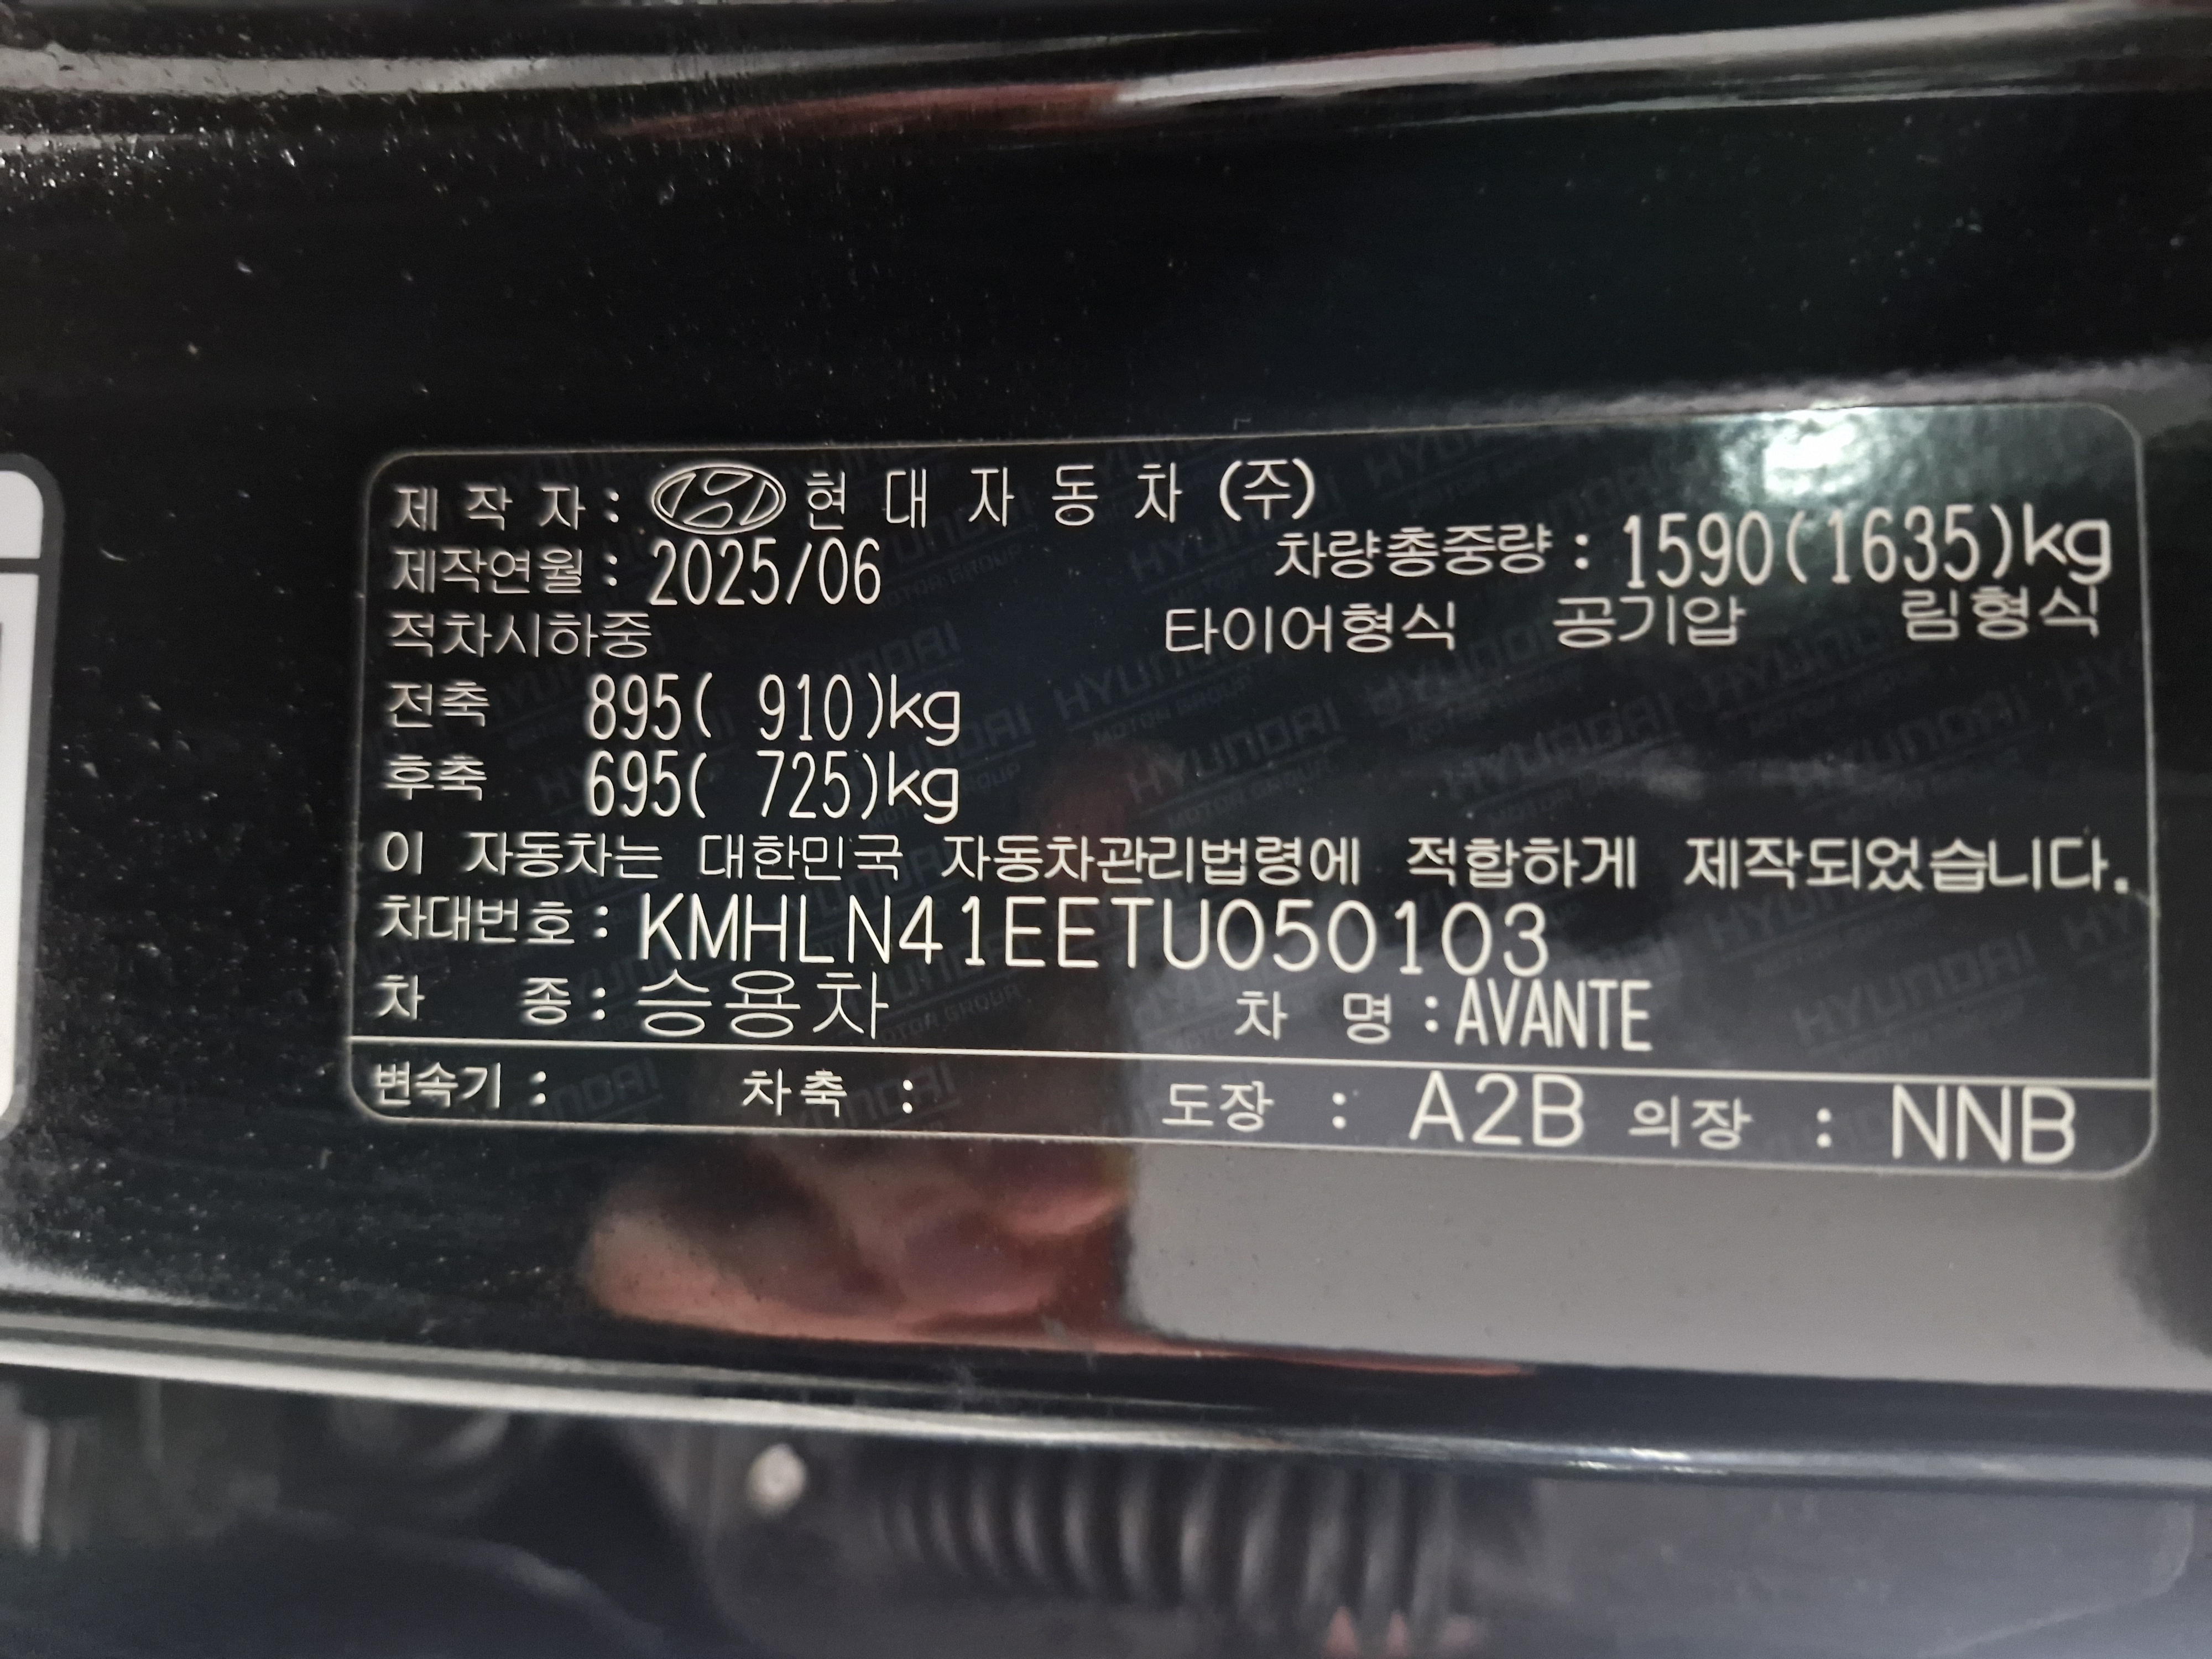 제 작 자 : 현 대 자 동 차 (주)
제작연월 : 2025/06 차량총중량 : 1590(1635)kg
적차시하중 타이어형식 공기압 림형식
전축 895( 910)kg
후축 695( 725)kg
이 자동차는 대한민국 자동차관리법령에 적합하게 제작되었습니다.
차대번호 : KMHLN41EETU050103
차 종 : 승용차 차 명 : AVANTE
변속기 : 차축 : 도장 : A2B 의장 : NNB